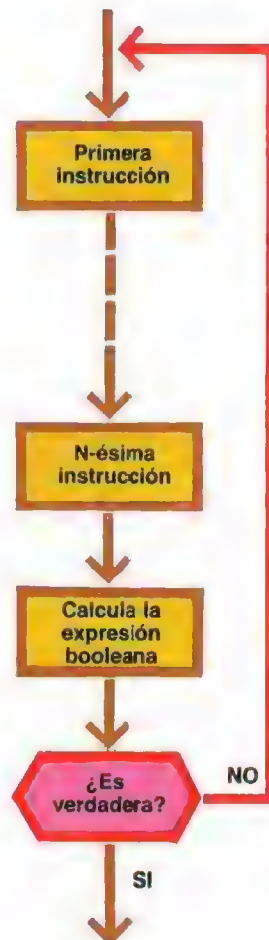 Primera
instrucción
N-ésima
instrucción
Calcula la
expresión
booleana
¿Es
verdadera?
NO
SI